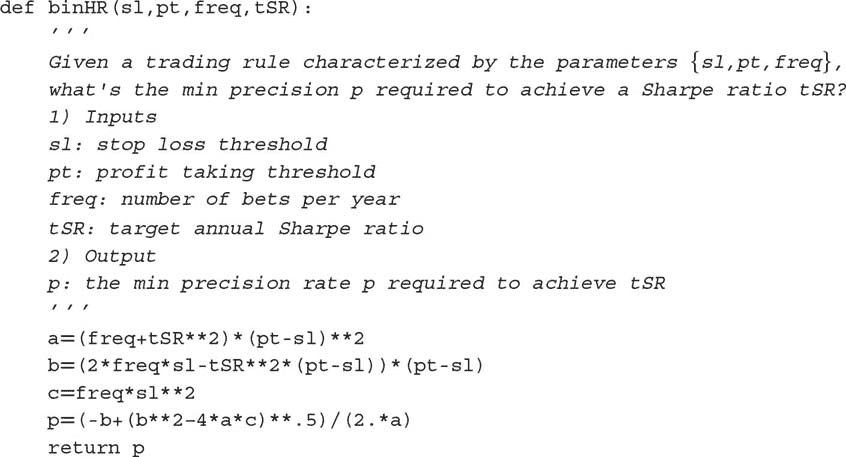 def binHR(sl,pt,freq,tSR):
    ′′′
    Given a trading rule characterized by the parameters {sl,pt,freq},
    what's the min precision p required to achieve a Sharpe ratio tSR?
    1) Inputs
    sl: stop loss threshold
    pt: profit taking threshold
    freq: number of bets per year
    tSR: target annual Sharpe ratio
    2) Output
    p: the min precision rate p required to achieve tSR
    ′′′
    a=(freq+tSR**2)*(pt-sl)**2
    b=(2*freq*sl-tSR**2*(pt-sl))*(pt-sl)
    c=freq*sl**2
    p=(-b+(b**2–4*a*c)**.5)/(2.*a)
    return p